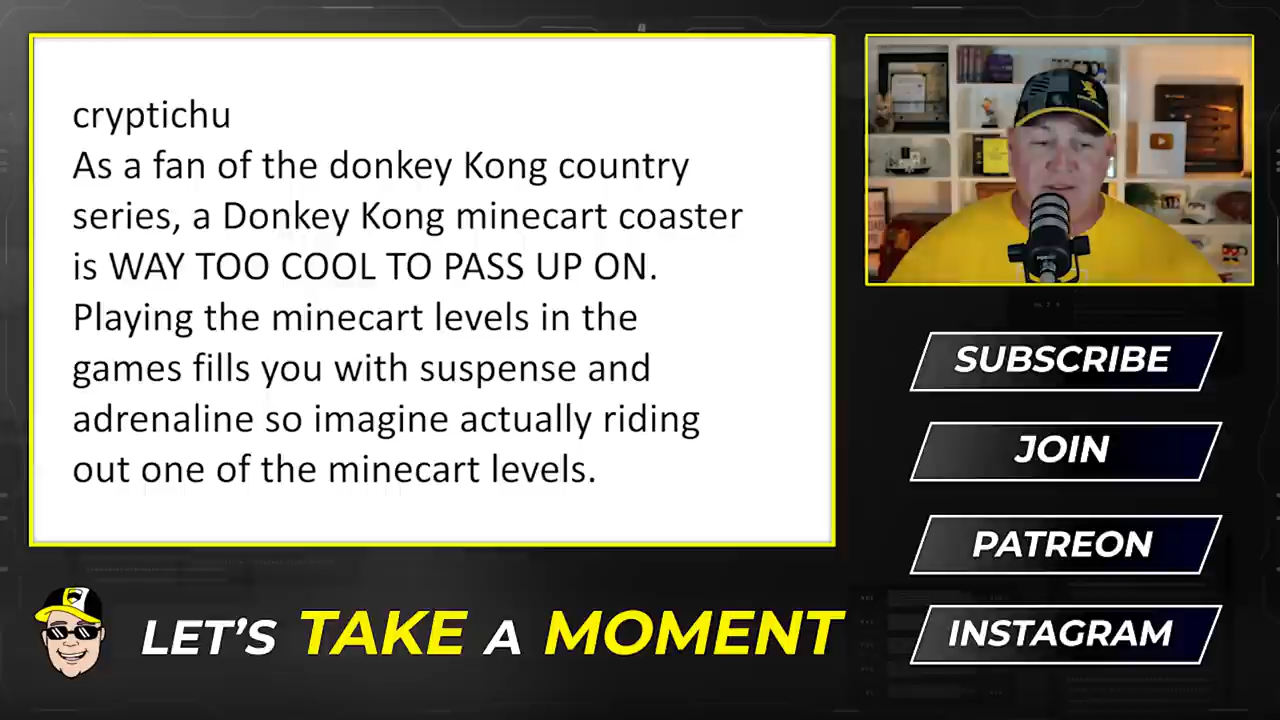 cryptichu
As a fan of the donkey Kong country
series, a Donkey Kong minecart coaster
is WAY TOO COOL TO PASS UP ON.
Playing the minecart levels in the
games fills you with suspense and
adrenaline so imagine actually riding
out one of the minecart levels.
SUBSCRIBE
JOIN
PATREON
INSTAGRAM
LET'S TAKE A MOMENT